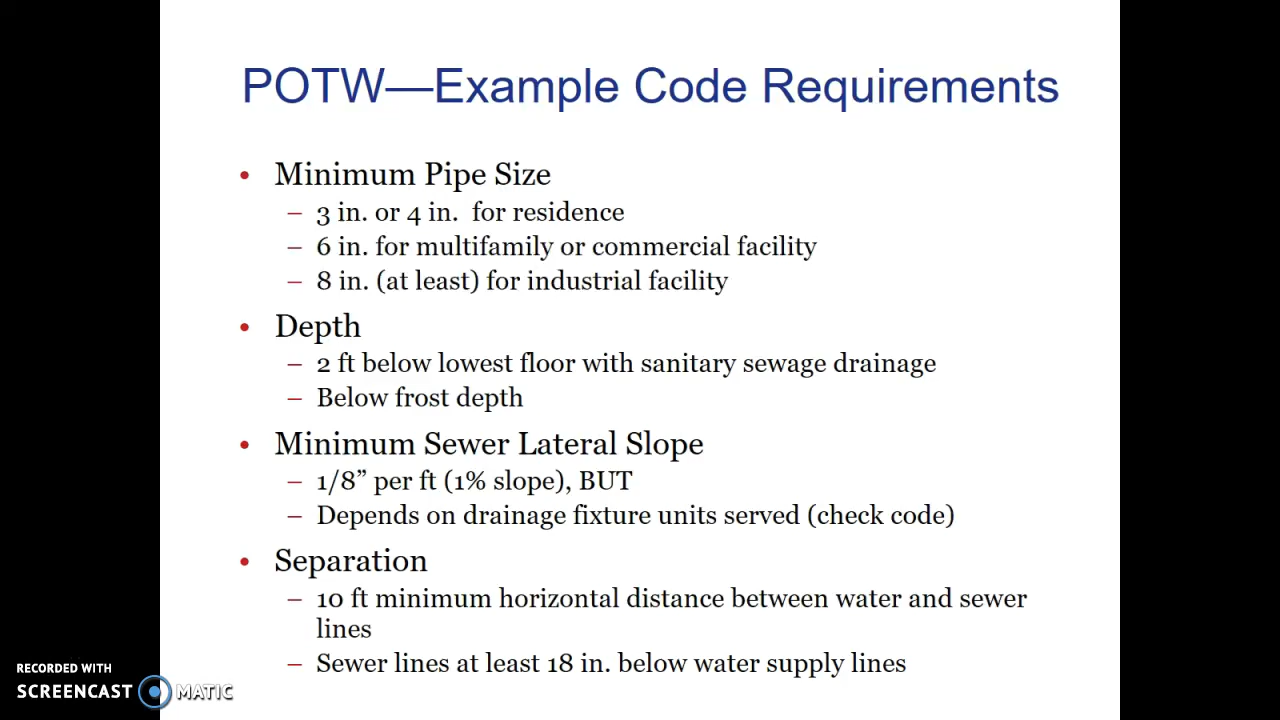 POTW—Example Code Requirements
• Minimum Pipe Size
– 3 in. or 4 in.  for residence
– 6 in. for multifamily or commercial facility
– 8 in. (at least) for industrial facility
• Depth
– 2 ft below lowest floor with sanitary sewage drainage
– Below frost depth
• Minimum Sewer Lateral Slope
– 1/8” per ft (1% slope), BUT
– Depends on drainage fixture units served (check code)
• Separation
– 10 ft minimum horizontal distance between water and sewer
lines
– Sewer lines at least 18 in. below water supply lines
RECORDED WITH
SCREENCAST MATIC